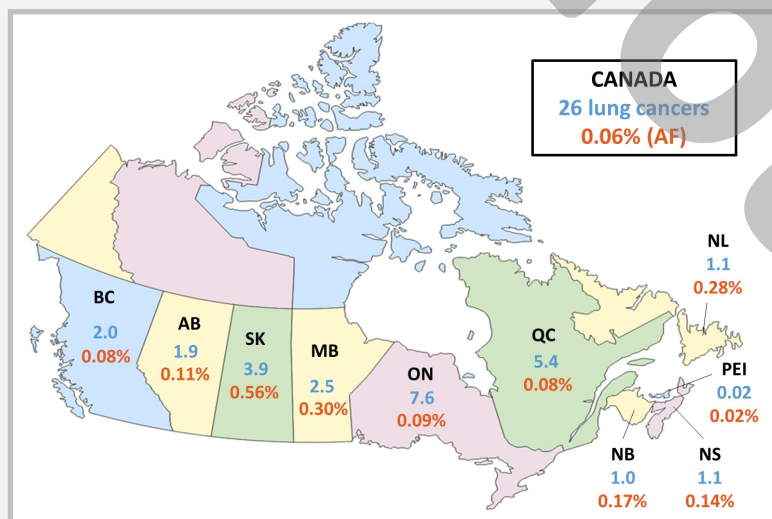 CANADA
26 lung cancers
0.06% (AF)
NL
1.1
0.28%
BC
2.0
0.08%
AB
1.9
0.11%
SK
3.9
0.56%
MB
2.5
0.30%
ON
7.6
0.09%
QC
5.4
0.08%
PEI
0.02
0.02%
NB
1.0
0.17%
NS
1.1
0.14%